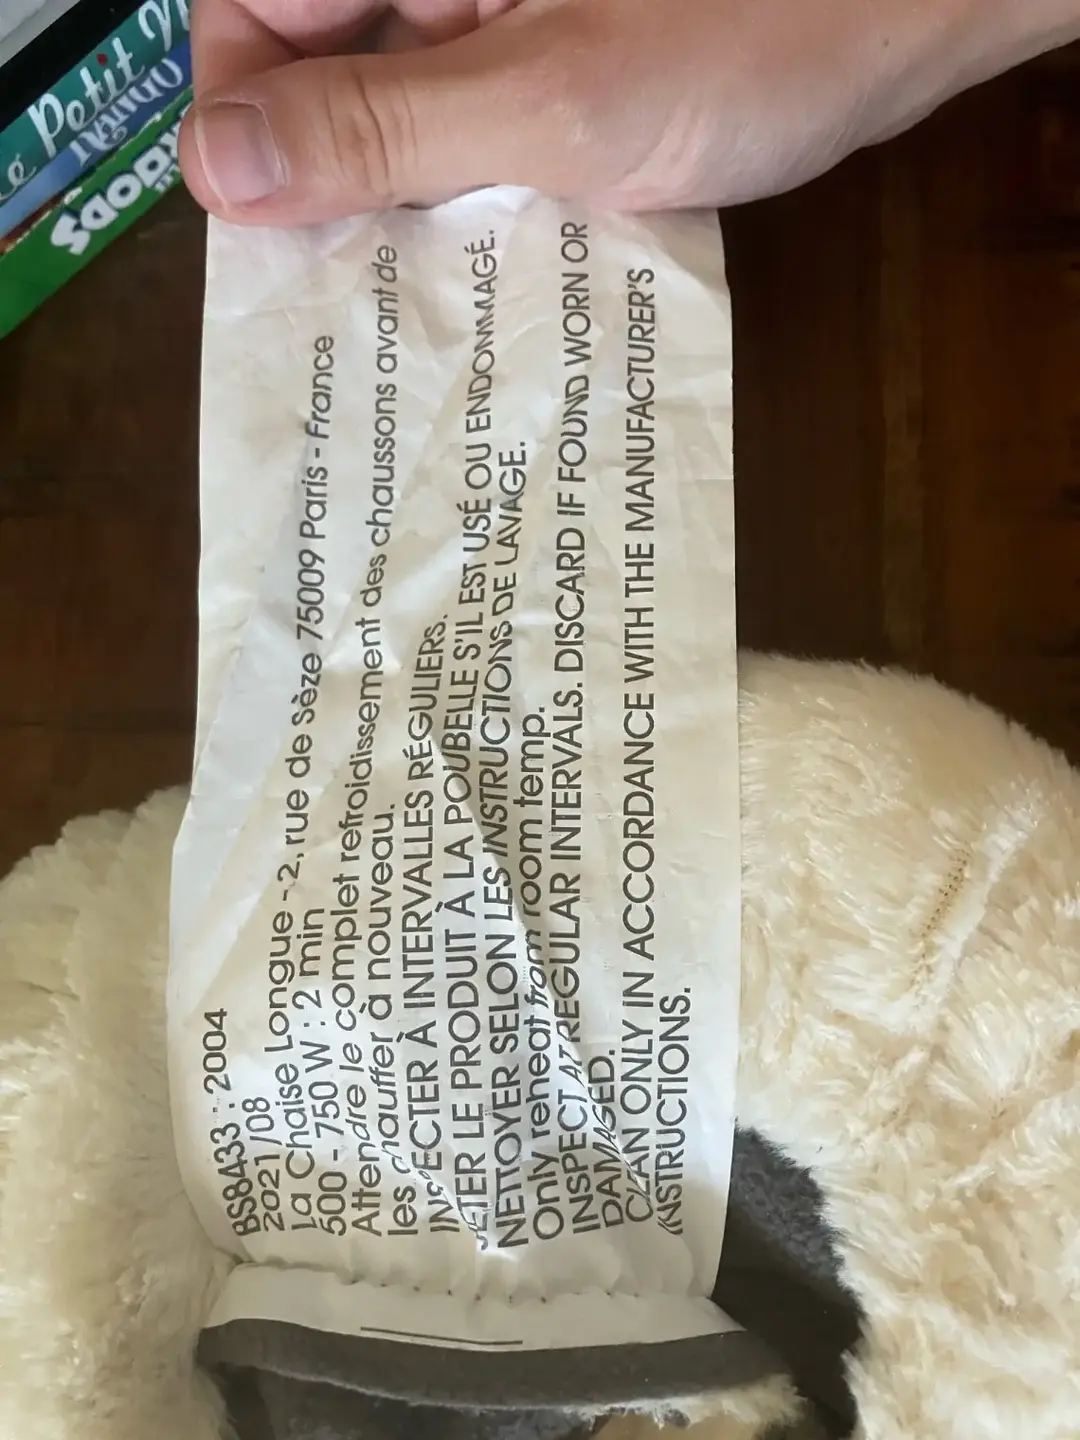 Le Petit
BS8433 : 2004
2021/08
La Chaise Longue - 2, rue de Sèze 75009 Paris - France
500 - 750 W : 2 min
Attendre le complet refroidissement des chaussons avant de
les chauffer à nouveau.
INSPECTER À INTERVALLES RÉGULIERS.
JETER LE PRODUIT À LA POUBELLE S'IL EST USÉ OU ENDOMMAGÉ.
NETTOYER SELON LES INSTRUCTIONS DE LAVAGE.
Only reheat from room temp.
INSPECT AT REGULAR INTERVALS. DISCARD IF FOUND WORN OR
DAMAGED.
CLEAN ONLY IN ACCORDANCE WITH THE MANUFACTURER'S
INSTRUCTIONS.